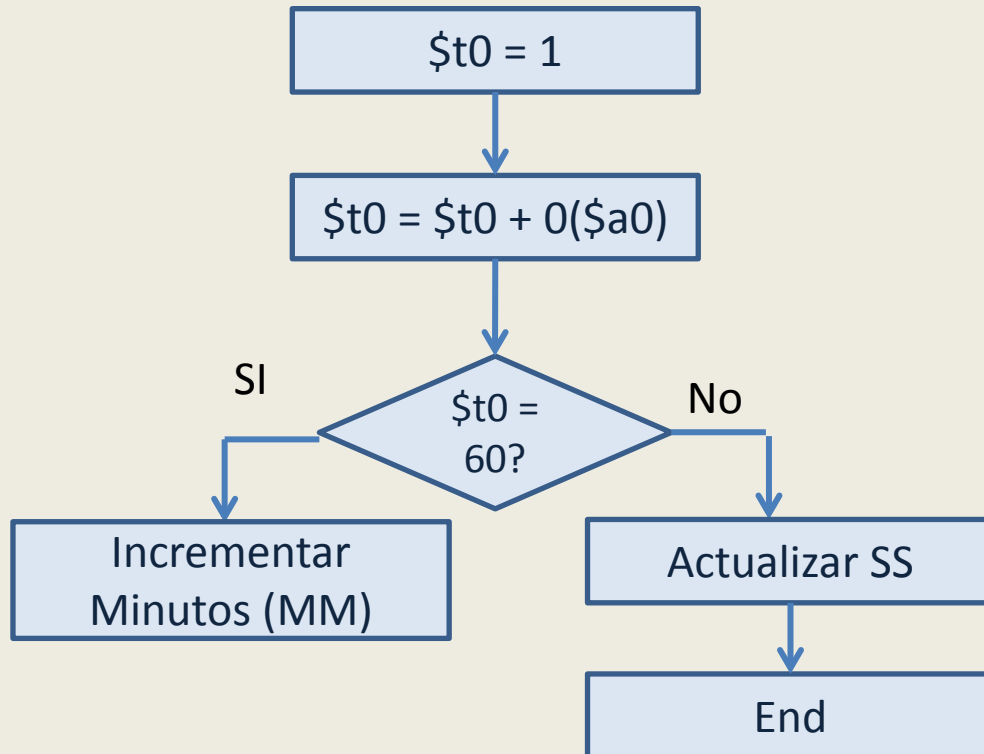 $t0 = 1
$t0 = $t0 + 0($a0)
SI
$t0 =
60?
No
Incrementar
Minutos (MM)
Actualizar SS
End